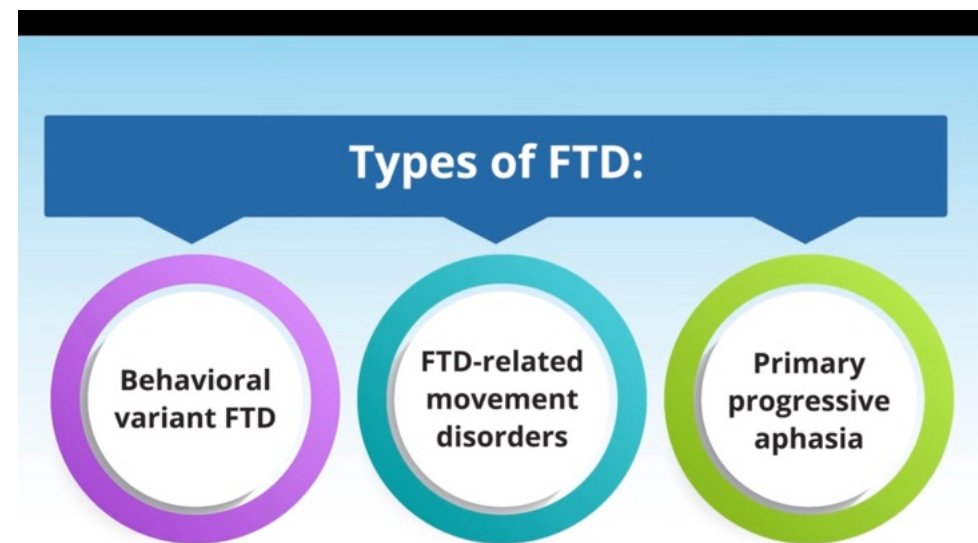 Types of FTD:
Behavioral
variant FTD
FTD-related
movement
disorders
Primary
progressive
aphasia